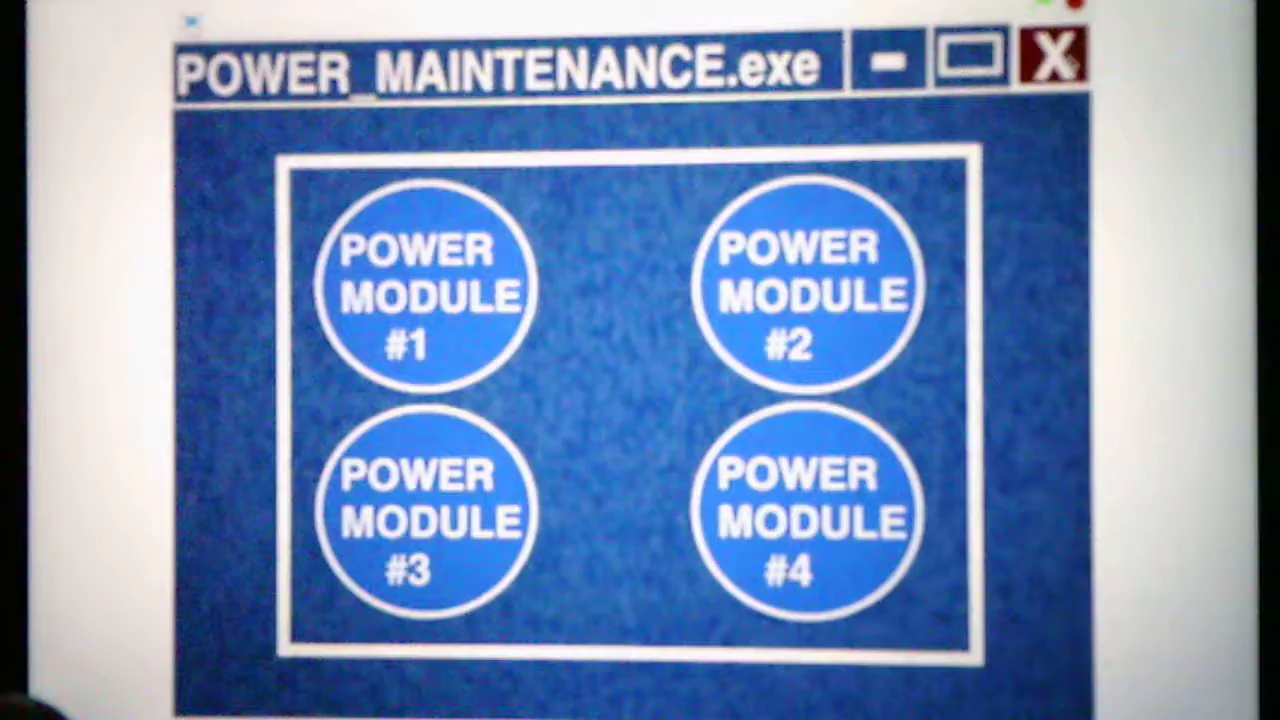 POWER_MAINTENANCE.exe
X
POWER
MODULE
#1
POWER
MODULE
#2
POWER
MODULE
#3
POWER
MODULE
#4